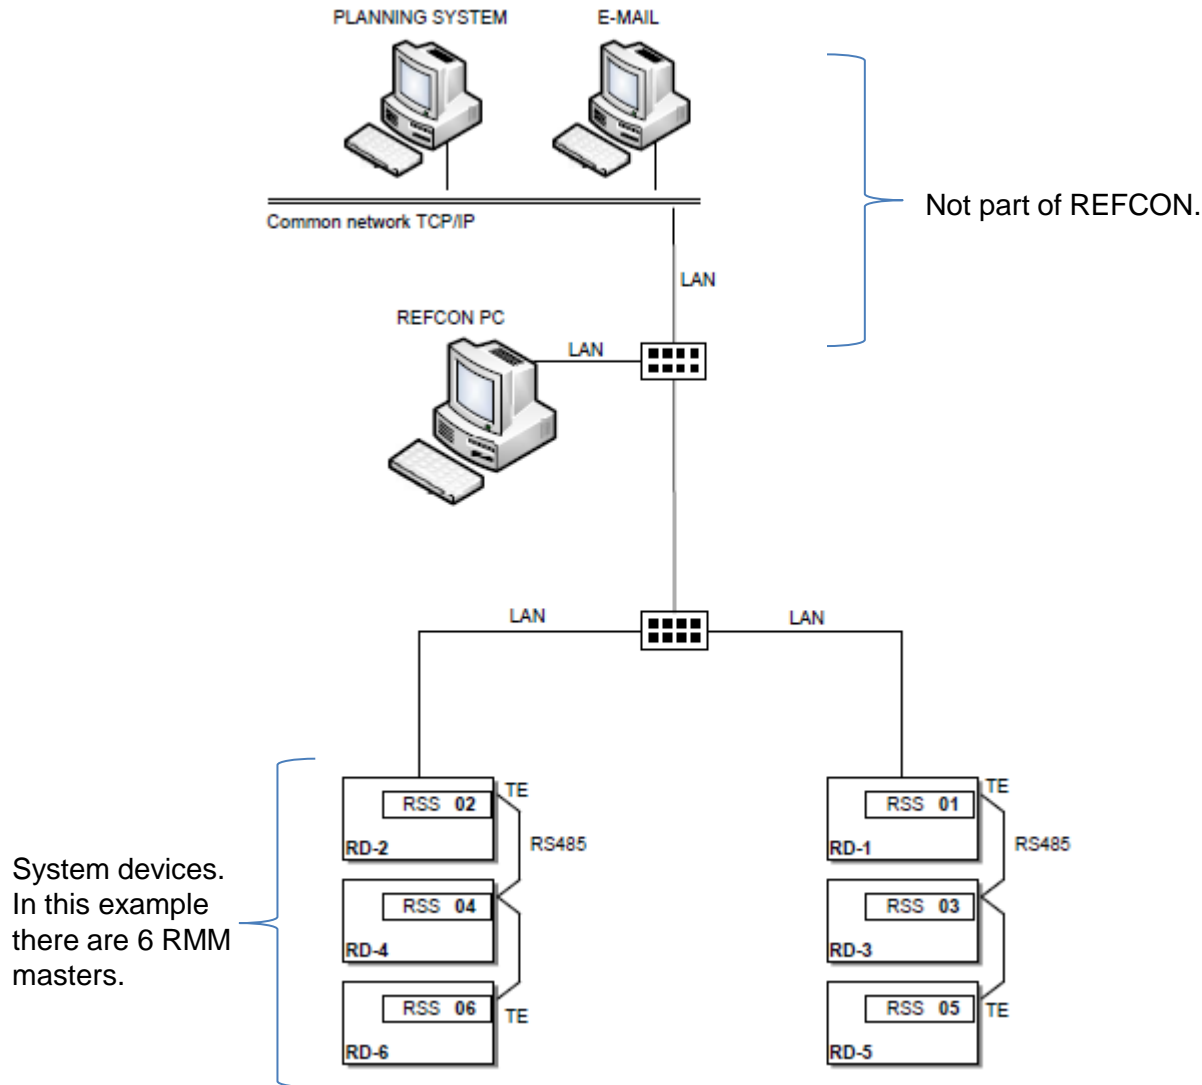 PLANNING SYSTEM
E-MAIL
Common network TCP/IP
Not part of REFCON.
LAN
REFCON PC
LAN
LAN
LAN
System devices.
In this example
there are 6 RMM
masters.
RSS 02
TE
RD-2
RS485
RSS 04
RD-4
RSS 06
TE
RD-6
RSS 01
TE
RD-1
RS485
RSS 03
RD-3
RSS 05
TE
RD-5